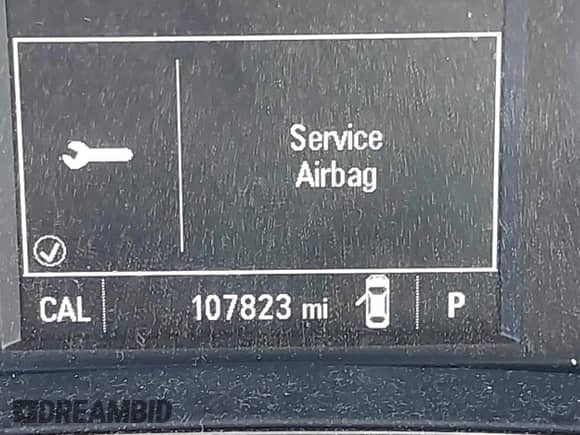 Service
Airbag
CAL 107823 mi P
DREAMBID